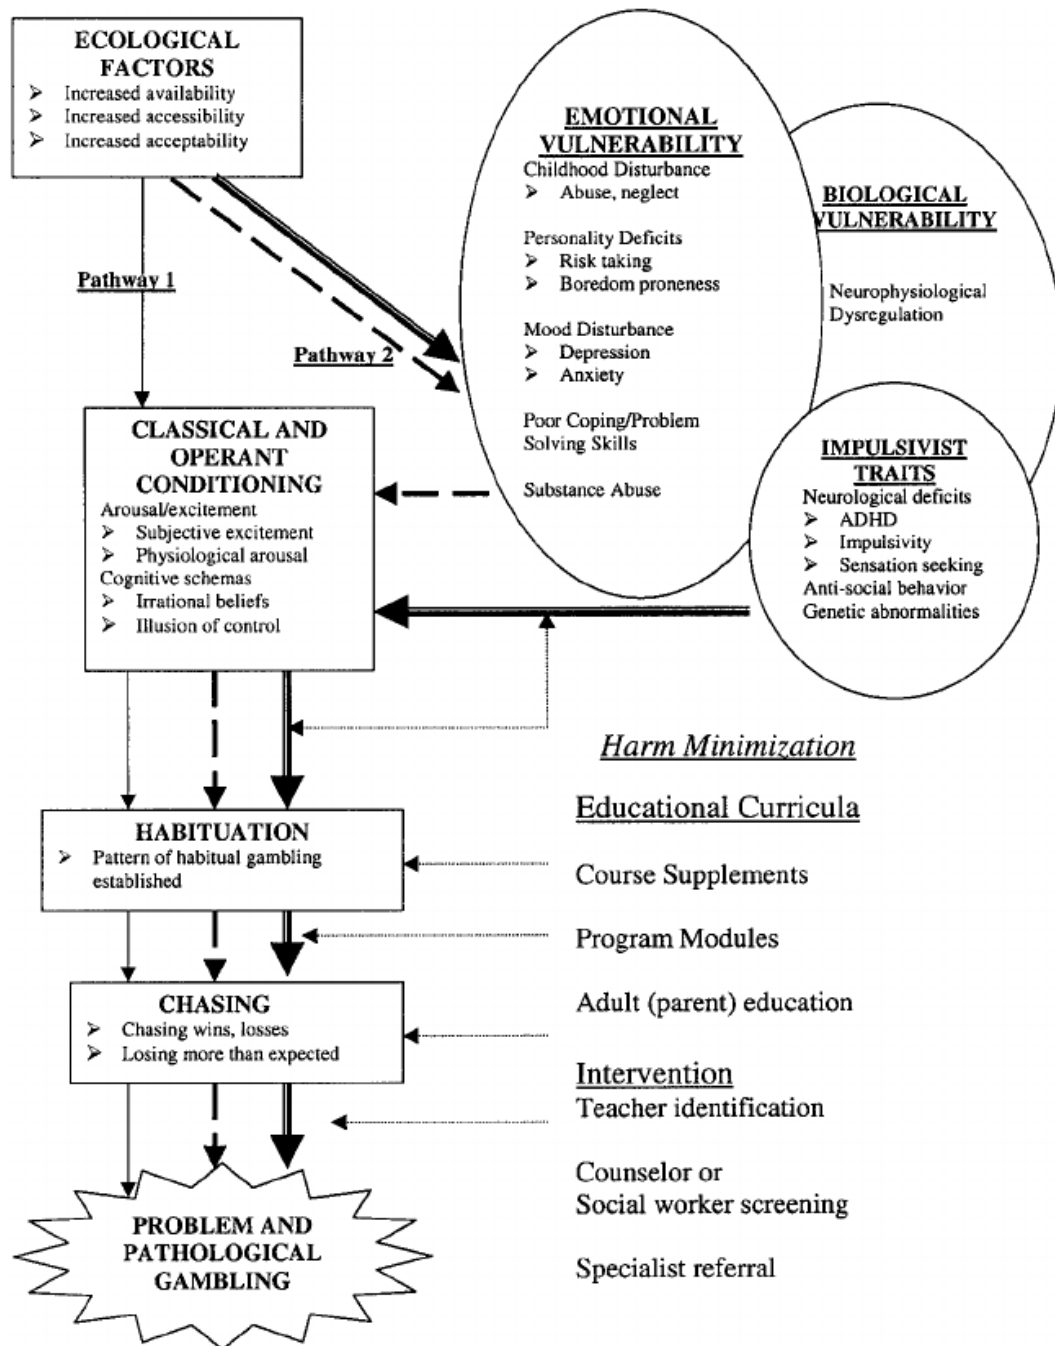 ECOLOGICAL
FACTORS
➢ Increased availability
➢ Increased accessibility
➢ Increased acceptability
Pathway 1
Pathway 2
EMOTIONAL
VULNERABILITY
Childhood Disturbance
➢ Abuse, neglect
Personality Deficits
➢ Risk taking
➢ Boredom proneness
Mood Disturbance
➢ Depression
➢ Anxiety
Poor Coping/Problem
Solving Skills
Substance Abuse
BIOLOGICAL
VULNERABILITY
Neurophysiological
Dysregulation
IMPULSIVIST
TRAITS
Neurological deficits
➢ ADHD
➢ Impulsivity
➢ Sensation seeking
Anti-social behavior
Genetic abnormalities
CLASSICAL AND
OPERANT
CONDITIONING
Arousal/excitement
➢ Subjective excitement
➢ Physiological arousal
Cognitive schemas
➢ Irrational beliefs
➢ Illusion of control
HABITUATION
➢ Pattern of habitual gambling
established
CHASING
➢ Chasing wins, losses
➢ Losing more than expected
PROBLEM AND
PATHOLOGICAL
GAMBLING
Harm Minimization
Educational Curricula
Course Supplements
Program Modules
Adult (parent) education
Intervention
Teacher identification
Counselor or
Social worker screening
Specialist referral